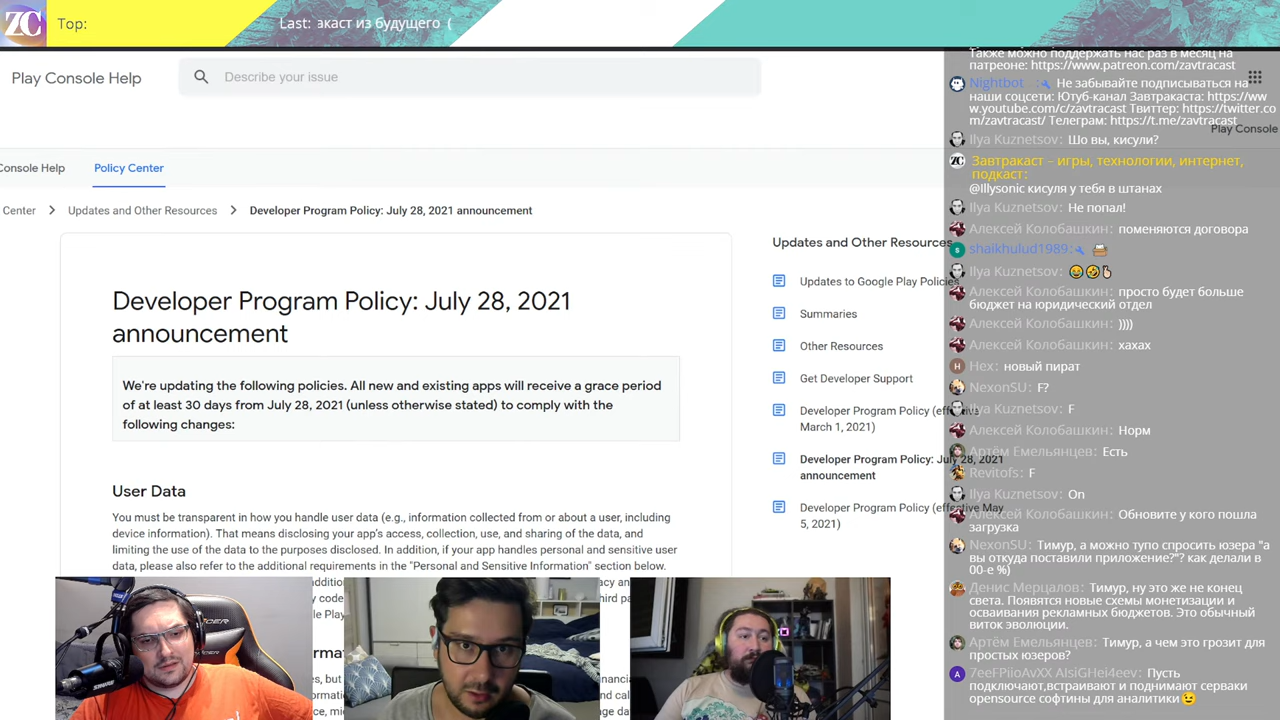 ZC
Top:
Last: :акаст из будущего (
Play Console Help
Describe your issue
Play Console
Console Help
Policy Center
Center
Updates and Other Resources
Developer Program Policy: July 28, 2021 announcement
Developer Program Policy: July 28, 2021
announcement
We're updating the following policies. All new and existing apps will receive a grace period
of at least 30 days from July 28, 2021 (unless otherwise stated) to comply with the
following changes:
User Data
You must be transparent in how you handle user data (e.g., information collected from or about a user, including
device information). That means disclosing your app's access, collection, use, and sharing of the data, and
limiting the use of the data to the purposes disclosed. In addition, if your app handles personal and sensitive user
data, please also refer to the additional requirements in the "Personal and Sensitive Information" section below.
Updates and Other Resources
Updates to Google Play Policies
Summaries
Other Resources
Get Developer Support
Developer Program Policy (effective
March 1, 2021)
Developer Program Policy: July 28, 2021
announcement
Developer Program Policy (effective May
5, 2021)
Также можно поддержать нас раз в месяц на
патреоне: https://www.patreon.com/zavtracast
Nightbot : Не забывайте подписываться на
наши соцсети: Ютуб-канал Завтракаста: https://ww
w.youtube.com/c/zavtracast Твиттер: https://twitter.co
m/zavtracast/ Телеграм: https://t.me/zavtracast
Ilya Kuznetsov: Шо вы, кисули?
ZC Завтракаст – игры, технологии, интернет,
подкаст:
@Illysonic кисуля у тебя в штанах
Ilya Kuznetsov: Не попал!
Алексей Колобашкин: поменяются договора
s shaikhulud1989:
Ilya Kuznetsov: 😂🤣
Алексей Колобашкин: просто будет больше
бюджет на юридический отдел
Алексей Колобашкин: ))))
Алексей Колобашкин: хахах
H Hex: новый пират
NexonSU: F?
Ilya Kuznetsov: F
Алексей Колобашкин: Норм
Артём Емельянцев: Есть
Revitofs: F
Ilya Kuznetsov: On
Алексей Колобашкин: Обновите у кого пошла
загрузка
NexonSU: Тимур, а можно тупо спросить юзера "а
вы откуда поставили приложение?"? как делали в
00-е %)
Денис Мерцалов: Тимур, ну это же не конец
света. Появятся новые схемы монетизации и
осваивания рекламных бюджетов. Это обычный
виток эволюции.
Артём Емельянцев: Тимур, а чем это грозит для
простых юзеров?
A 7eeFPiioAvXX AIsiGHei4eev: Пусть
подключают,встраивают и поднимают серваки
opensource софтины для аналитики😉